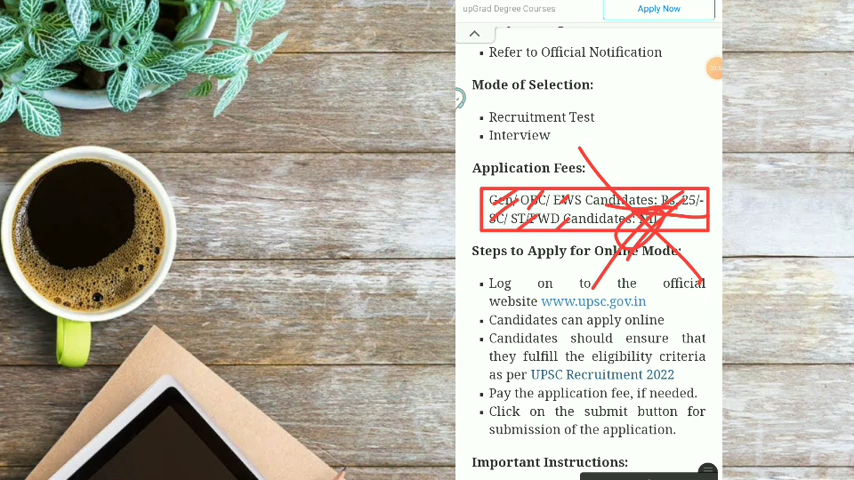 upGrad Degree Courses
Apply Now
Refer to Official Notification
Mode of Selection:
Recruitment Test
Interview
Application Fees:
Gen/ OBC/ EWS Candidates: Rs. 25/-
SC/ ST/PWD Candidates: Nil
Steps to Apply for Online Mode:
Log on to the official
website www.upsc.gov.in
Candidates can apply online
Candidates should ensure that
they fulfill the eligibility criteria
as per UPSC Recruitment 2022
Pay the application fee, if needed.
Click on the submit button for
submission of the application.
Important Instructions: